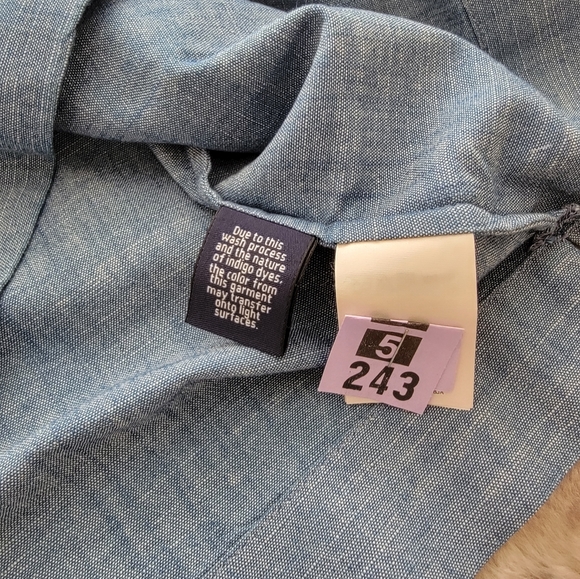 Due to this
wash process
and the nature
of indigo dyes,
the color from
this garment
may transfer
onto light
surfaces.
5
243